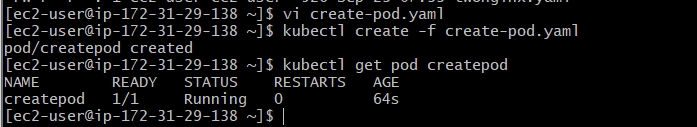 [ec2-user@ip-172-31-29-138 ~]$ vi create-pod.yaml
[ec2-user@ip-172-31-29-138 ~]$ kubectl create -f create-pod.yaml
pod/createpod created
[ec2-user@ip-172-31-29-138 ~]$ kubectl get pod createpod
NAME READY STATUS RESTARTS AGE
createpod 1/1 Running 0 64s
[ec2-user@ip-172-31-29-138 ~]$